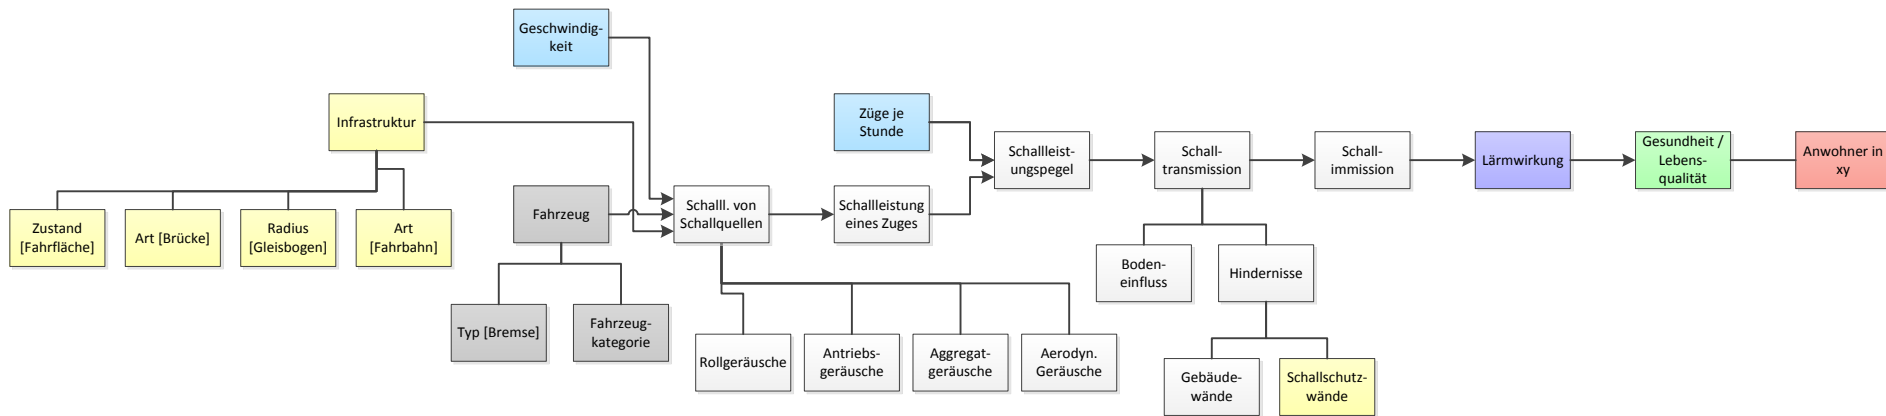 Geschwindig-
keit
Infrastruktur
Züge je
Stunde
Schallleist-
ungspegel
Schall-
transmission
Schall-
immission
Lärmwirkung
Gesundheit /
Lebens-
qualität
Anwohner in
xy
Zustand
[Fahrfläche]
Art [Brücke]
Radius
[Gleisbogen]
Art
[Fahrbahn]
Fahrzeug
Schalll. von
Schallquellen
Schallleistung
eines Zuges
Boden-
einfluss
Hindernisse
Typ [Bremse]
Fahrzeug-
kategorie
Rollgeräusche
Antriebs-
geräusche
Aggregat-
geräusche
Aerodyn.
Geräusche
Gebäude-
wände
Schallschutz-
wände